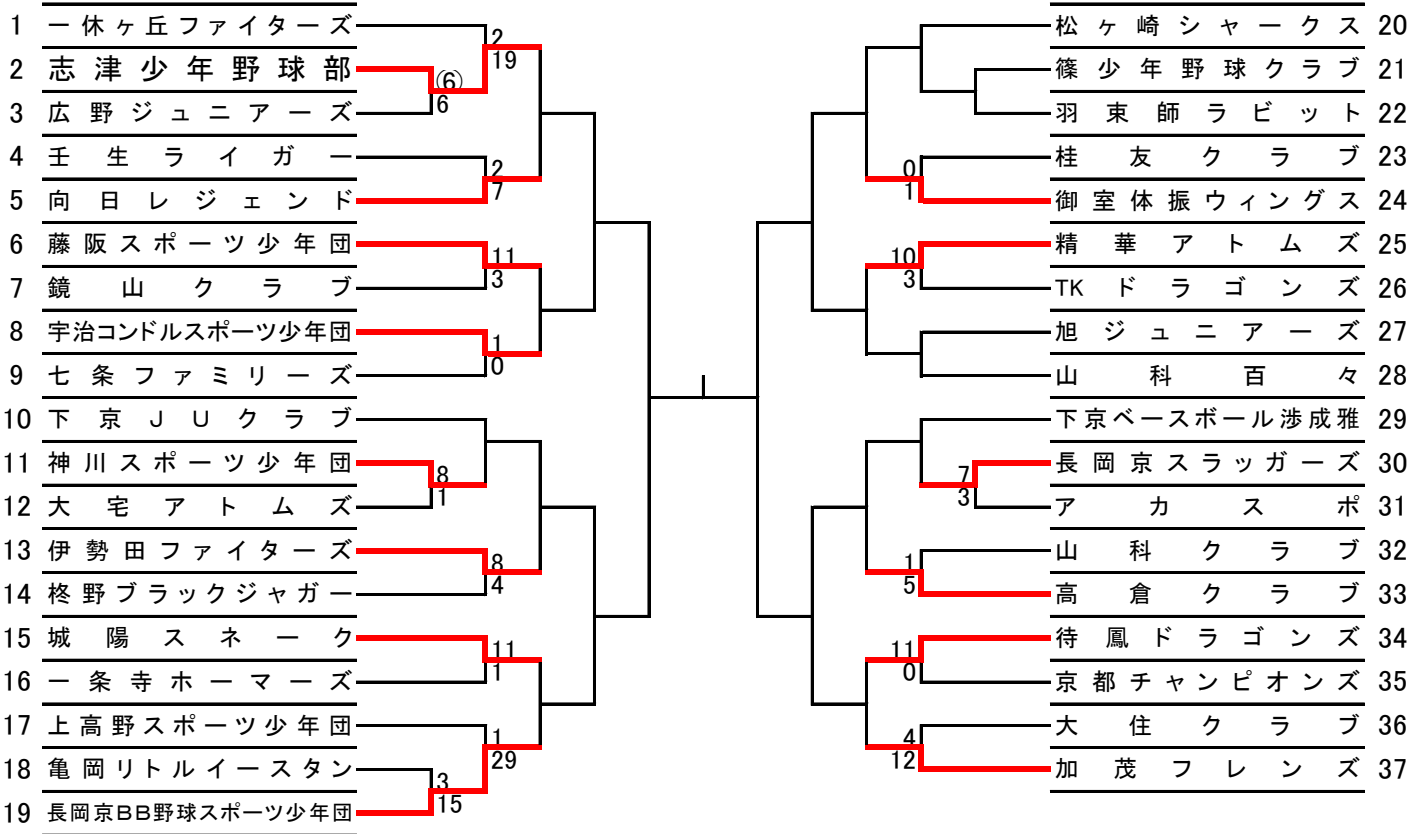 1 一休ヶ丘ファイターズ
2 志津少年野球部
3 広野ジュニアーズ
4 壬生ライガー
5 向日レジェンド
6 藤阪スポーツ少年団
7 鏡山クラブ
8 宇治コンドルスポーツ少年団
9 七条ファミリーズ
10 下京JUクラブ
11 神川スポーツ少年団
12 大宅アトムズ
13 伊勢田ファイターズ
14 柊野ブラックジャガー
15 城陽スネーク
16 一条寺ホーマーズ
17 上高野スポーツ少年団
18 亀岡リトルイースタン
19 長岡京BB野球スポーツ少年団
2
19
⑥
6
2
7
11
3
1
0
8
1
8
4
11
1
1
29
3
15
松ヶ崎シャークス 20
篠少年野球クラブ 21
羽束師ラビット 22
桂友クラブ 23
御室体振ウィングス 24
精華アトムズ 25
TKドラゴンズ 26
旭ジュニアーズ 27
山科百々 28
下京ベースボール渉成雅 29
長岡京スラッガーズ 30
アカスポ 31
山科クラブ 32
高倉クラブ 33
待鳳ドラゴンズ 34
京都チャンピオンズ 35
大住クラブ 36
加茂フレンズ 37
0
1
10
3
7
3
1
5
11
0
4
12